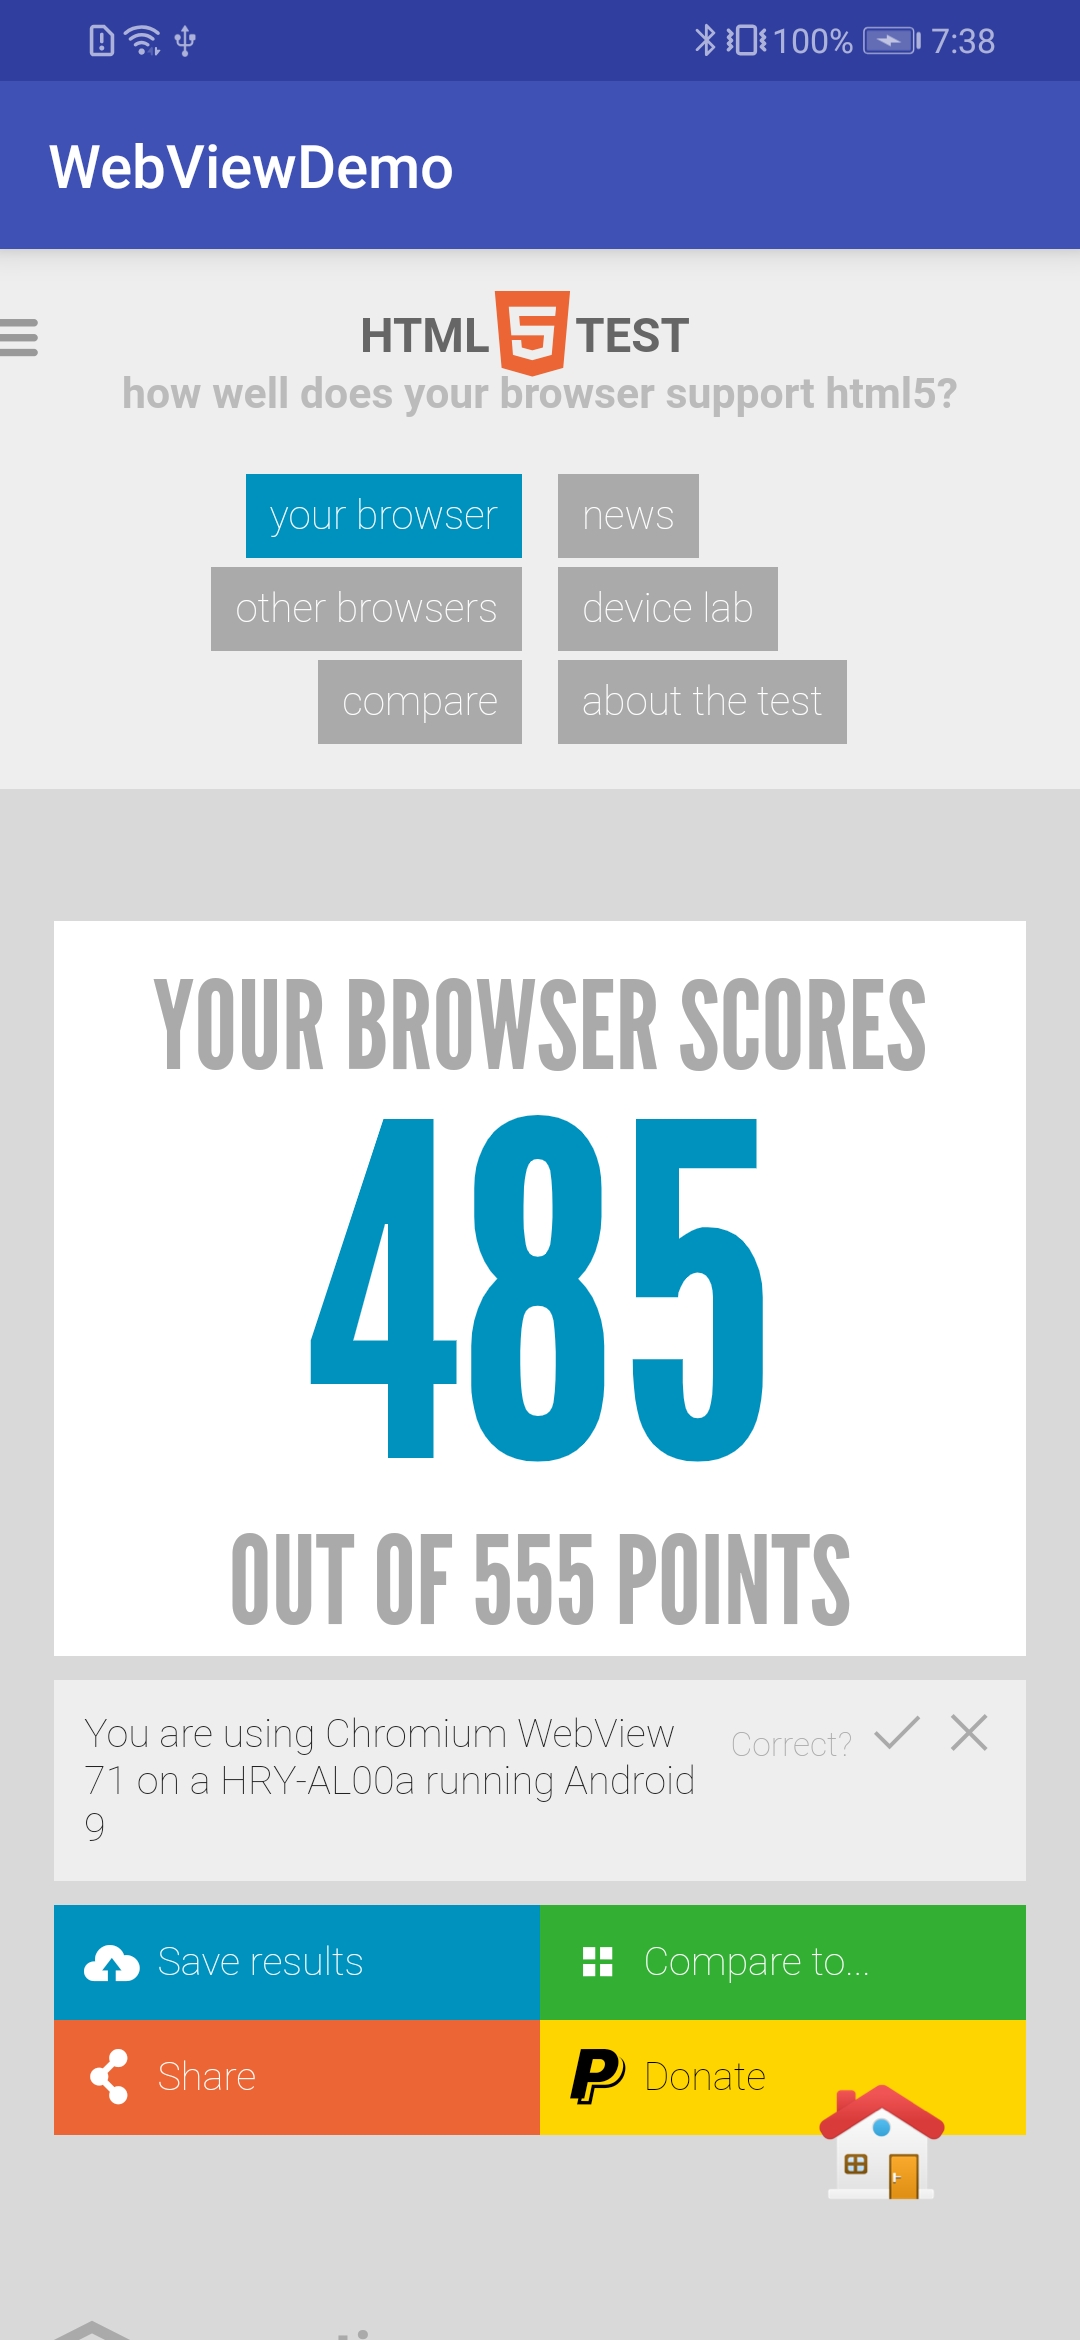 100% 7:38
WebViewDemo
HTML 5 TEST
how well does your browser support html5?
your browser news
other browsers device lab
compare about the test
YOUR BROWSER SCORES
485
OUT OF 555 POINTS
You are using Chromium WebView
71 on a HRY-AL00a running Android
9
Correct?
Save results Compare to...
Share Donate